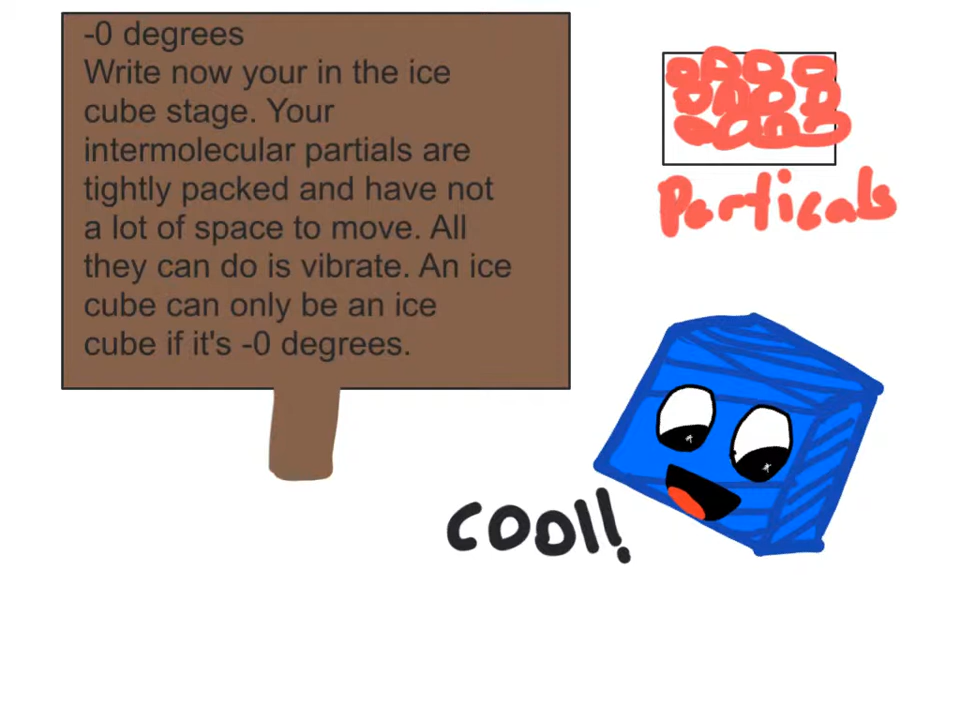 -0 degrees
Write now your in the ice
cube stage. Your
intermolecular partials are
tightly packed and have not
a lot of space to move. All
they can do is vibrate. An ice
cube can only be an ice
cube if it's -0 degrees.
Particals
cool!